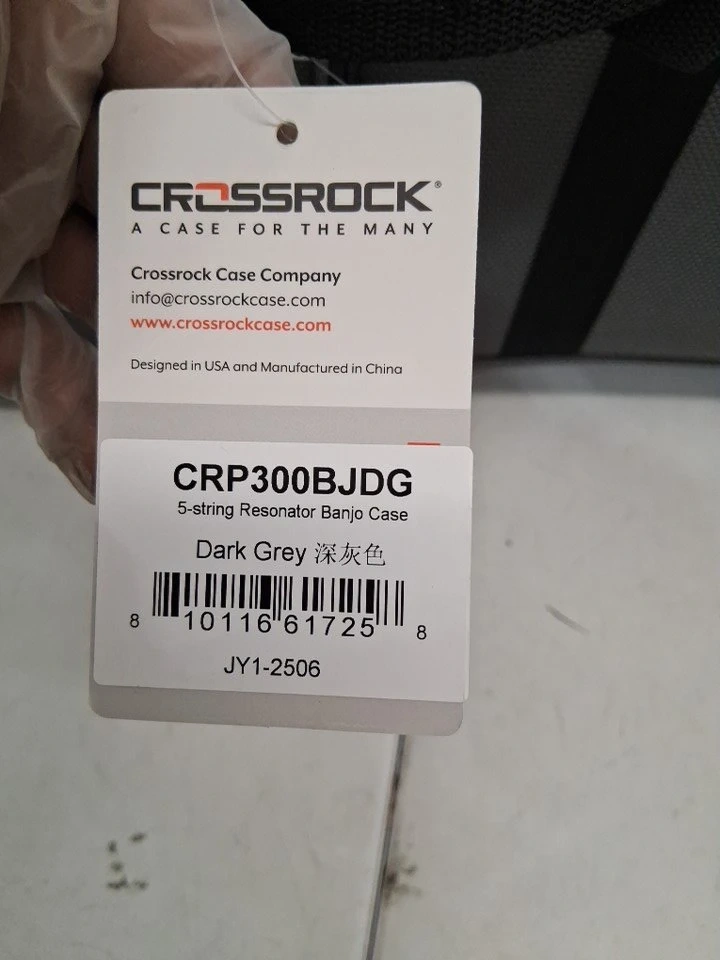 CROSSROCK®
A CASE FOR THE MANY
Crossrock Case Company
info@crossrockcase.com
www.crossrockcase.com
Designed in USA and Manufactured in China
CRP300BJDG
5-string Resonator Banjo Case
Dark Grey 深灰色
8 10116 61725 8
JY1-2506